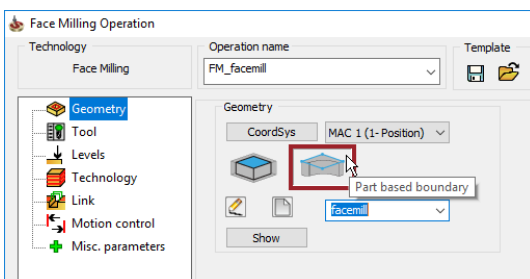 Face Milling Operation
Technology
Face Milling
Operation name
FM_facemill
Template
Geometry
Tool
Levels
Technology
Link
Motion control
Misc. parameters
Geometry
CoordSys
MAC 1 (1- Position)
Part based boundary
facemill
Show